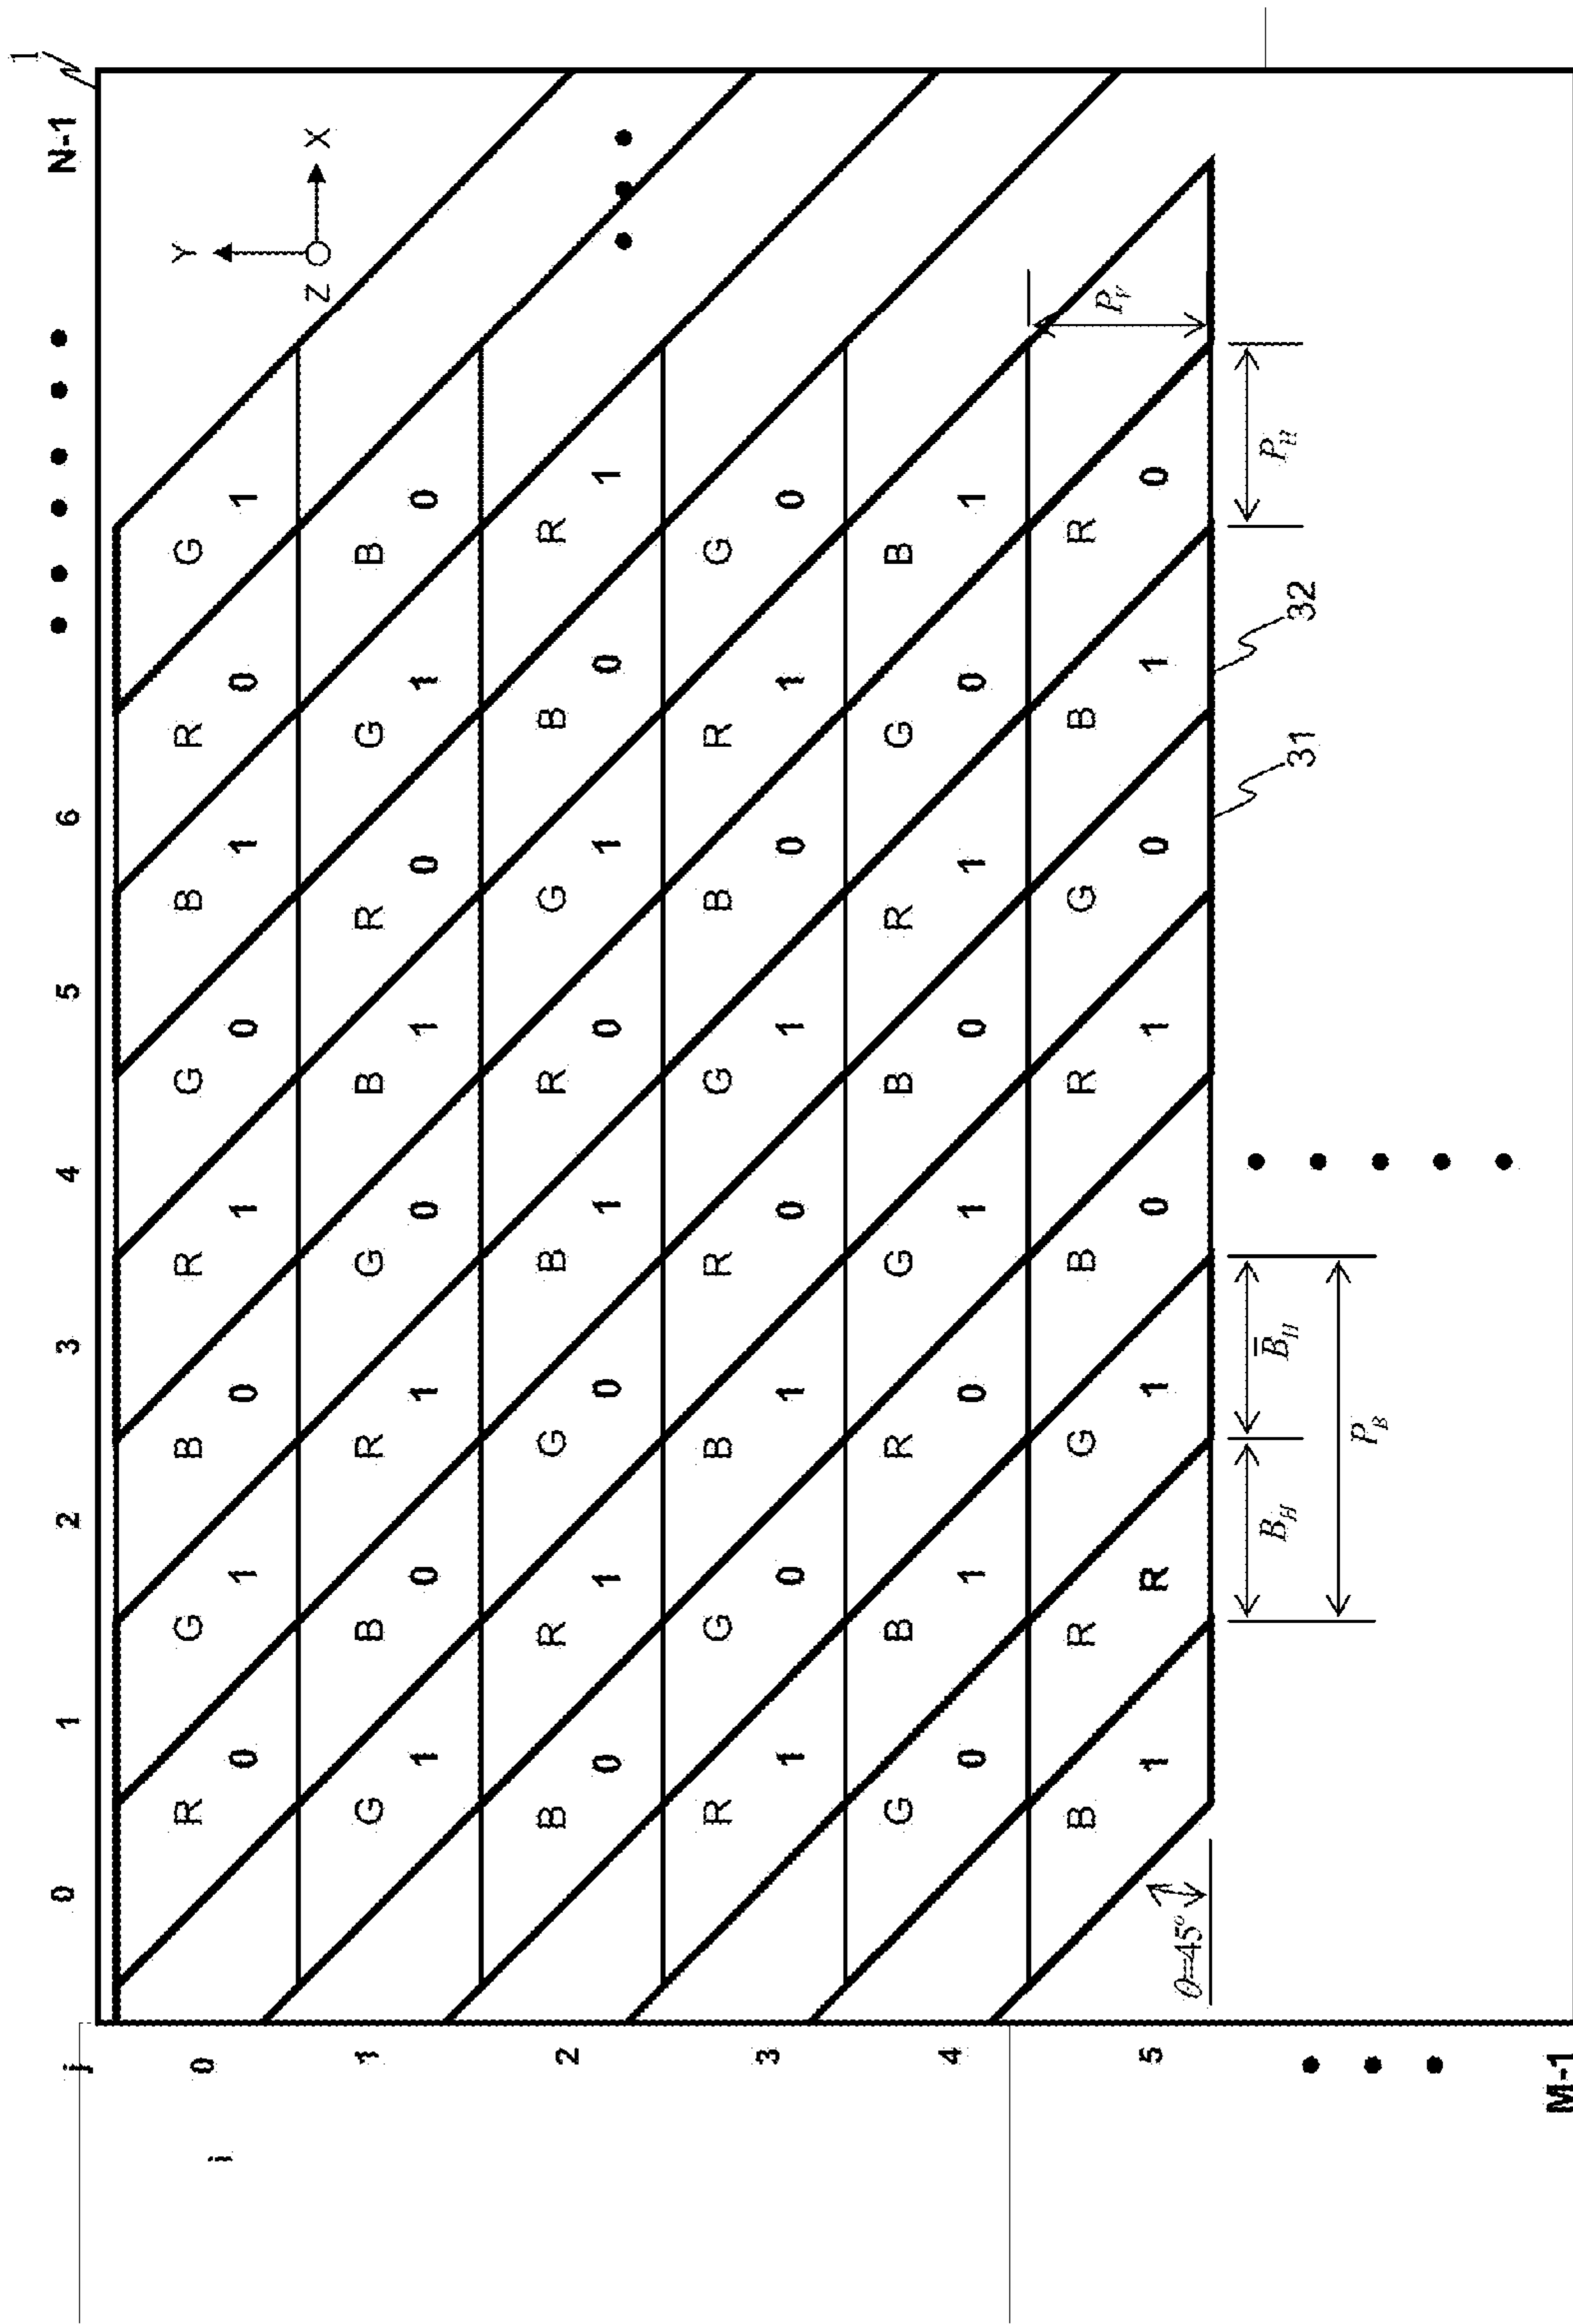 1
j 0 1 2 3 4 5 6 N-1
i
Y
Z X
0 R G B R G B R G
0 1 0 1 0 1 0 1
1 G B R G B R G B
1 0 1 0 1 0 1 0
2 B R G B R G B R
0 1 0 1 0 1 0 1
3 R G B R G B R G
1 0 1 0 1 0 1 0
4 G B R G B R G B
0 1 0 1 0 1 0 1
P_V
5 B R G B R G B R
1 R 1 0 1 0 1 0
θ=45°
B_H B̅_H 31 32 P_H
P_B
M-1